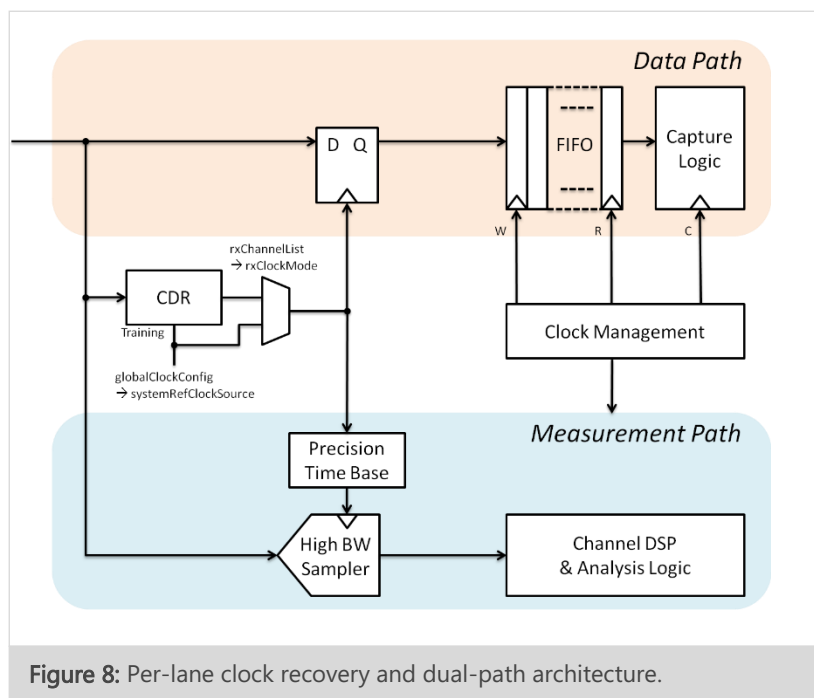 Data Path
D Q
FIFO
Capture
Logic
W
R
C
rxChannelList
→ rxClockMode
CDR
Training
Clock Management
globalClockConfig
→ systemRefClockSource
Measurement Path
Precision
Time Base
High BW
Sampler
Channel DSP
& Analysis Logic
Figure 8: Per-lane clock recovery and dual-path architecture.